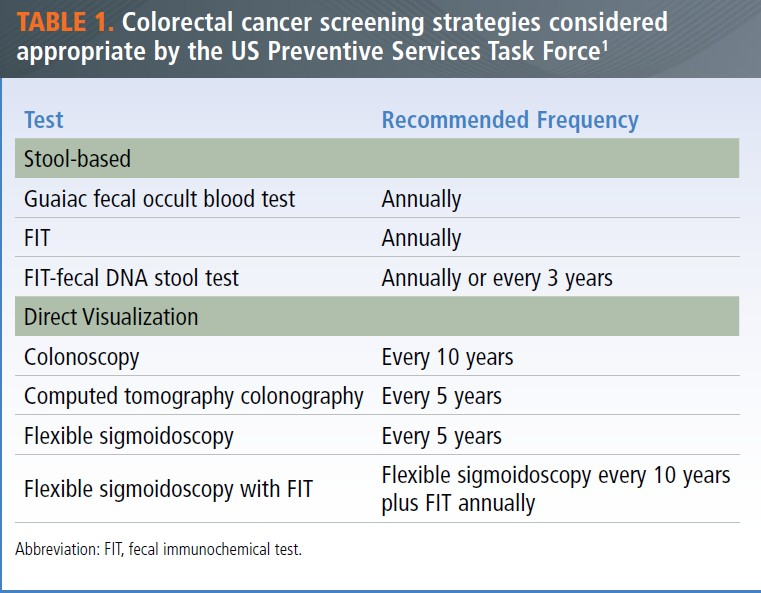 TABLE 1. Colorectal cancer screening strategies considered
appropriate by the US Preventive Services Task Force1
Test Recommended Frequency
Stool-based
Guaiac fecal occult blood test Annually
FIT Annually
FIT-fecal DNA stool test Annually or every 3 years
Direct Visualization
Colonoscopy Every 10 years
Computed tomography colonography Every 5 years
Flexible sigmoidoscopy Every 5 years
Flexible sigmoidoscopy with FIT Flexible sigmoidoscopy every 10 years
plus FIT annually
Abbreviation: FIT, fecal immunochemical test.